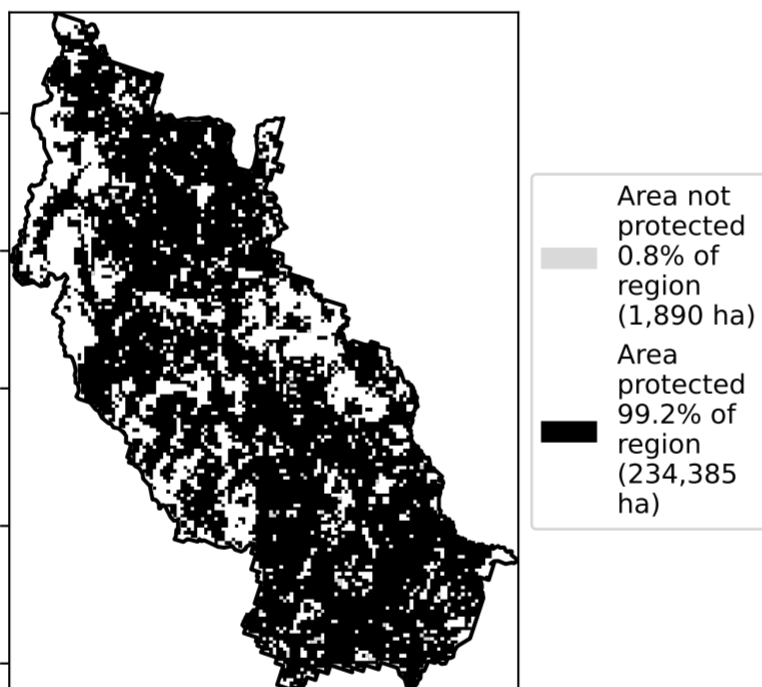 Area not
protected
0.8% of
region
(1,890 ha)
Area
protected
99.2% of
region
(234,385
ha)